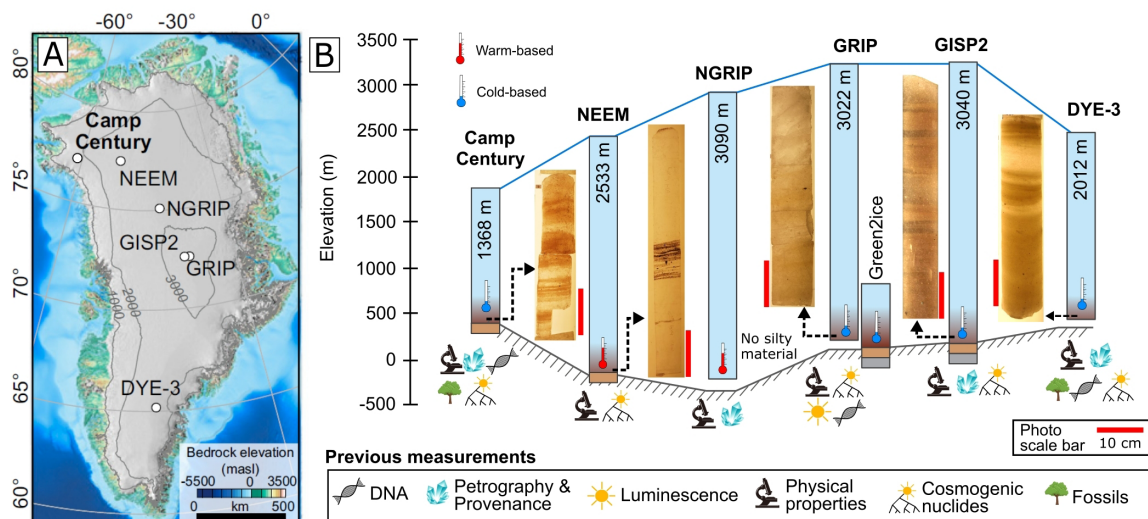 -60° -30° 0°
A
80°
75°
70°
65°
60°
Camp
Century
NEEM
NGRIP
GISP2
GRIP
3000
2000
1000
DYE-3
Bedrock elevation
(masl)
-5500 0 3500
0 km 500
B
Elevation (m)
3500
3000
2500
2000
1500
1000
500
0
-500
Warm-based
Cold-based
Camp
Century
1368 m
NEEM
2533 m
NGRIP
3090 m
No silty
material
GRIP
3022 m
Green2ice
GISP2
3040 m
DYE-3
2012 m
Photo
scale bar
10 cm
Previous measurements
DNA
Petrography &
Provenance
Luminescence
Physical
properties
Cosmogenic
nuclides
Fossils